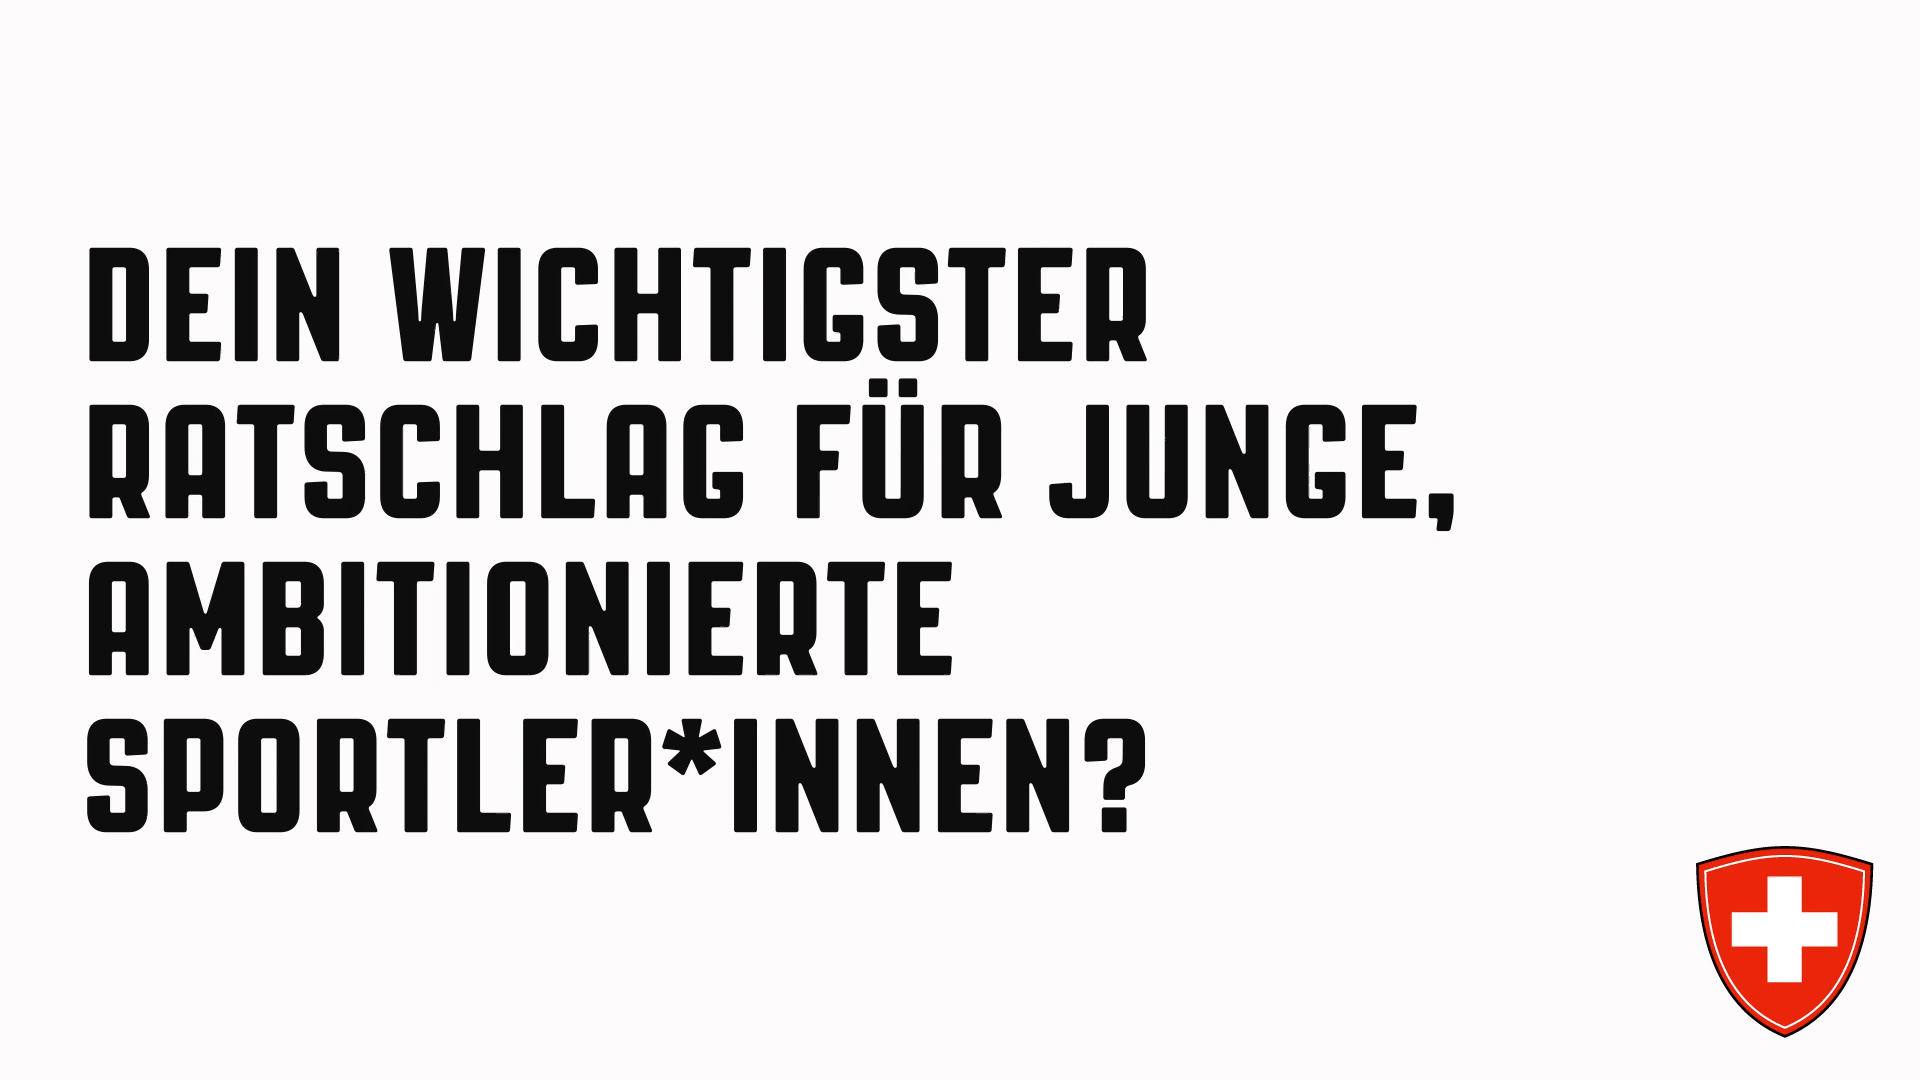 DEIN WICHTIGSTER
RATSCHLAG FÜR JUNGE,
AMBITIONIERTE
SPORTLER*INNEN?